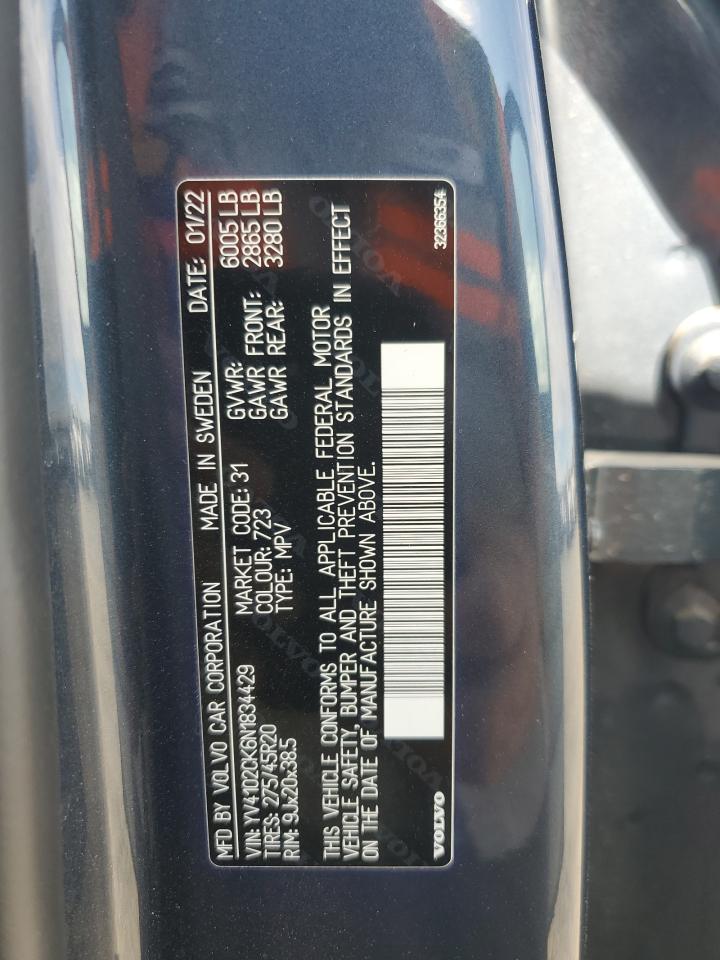 MFD BY VOLVO CAR CORPORATION MADE IN SWEDEN DATE: 01/22
VIN: YV4102CK6N1834429 MARKET CODE: 31 GVWR: 6005 LB
TIRES: 275/45R20 COLOUR: 723 GAWR FRONT: 2865 LB
RIM: 9Jx20x38.5 TYPE: MPV GAWR REAR: 3280 LB
THIS VEHICLE CONFORMS TO ALL APPLICABLE FEDERAL MOTOR
VEHICLE SAFETY, BUMPER AND THEFT PREVENTION STANDARDS IN EFFECT
ON THE DATE OF MANUFACTURE SHOWN ABOVE.
VOLVO 32366354